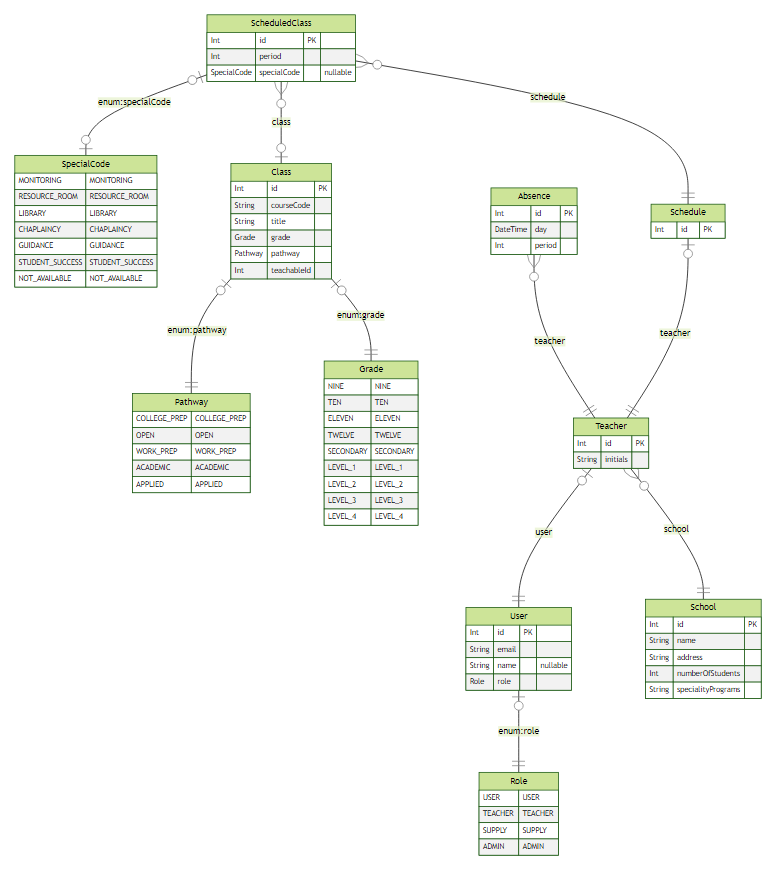 ScheduledClass
Int id PK
Int period
SpecialCode specialCode nullable
enum:specialCode
class
schedule
SpecialCode
MONITORING MONITORING
RESOURCE_ROOM RESOURCE_ROOM
LIBRARY LIBRARY
CHAPLAINCY CHAPLAINCY
GUIDANCE GUIDANCE
STUDENT_SUCCESS STUDENT_SUCCESS
NOT_AVAILABLE NOT_AVAILABLE
Class
Int id PK
String courseCode
String title
Grade grade
Pathway pathway
Int teachableId
Absence
Int id PK
DateTime day
Int period
Schedule
Int id PK
enum:pathway
enum:grade
teacher
teacher
Pathway
COLLEGE_PREP COLLEGE_PREP
OPEN OPEN
WORK_PREP WORK_PREP
ACADEMIC ACADEMIC
APPLIED APPLIED
Grade
NINE NINE
TEN TEN
ELEVEN ELEVEN
TWELVE TWELVE
SECONDARY SECONDARY
LEVEL_1 LEVEL_1
LEVEL_2 LEVEL_2
LEVEL_3 LEVEL_3
LEVEL_4 LEVEL_4
Teacher
Int id PK
String initials
user
school
User
Int id PK
String email
String name nullable
Role role
School
Int id PK
String name
String address
Int numberOfStudents
String specialityPrograms
enum:role
Role
USER USER
TEACHER TEACHER
SUPPLY SUPPLY
ADMIN ADMIN